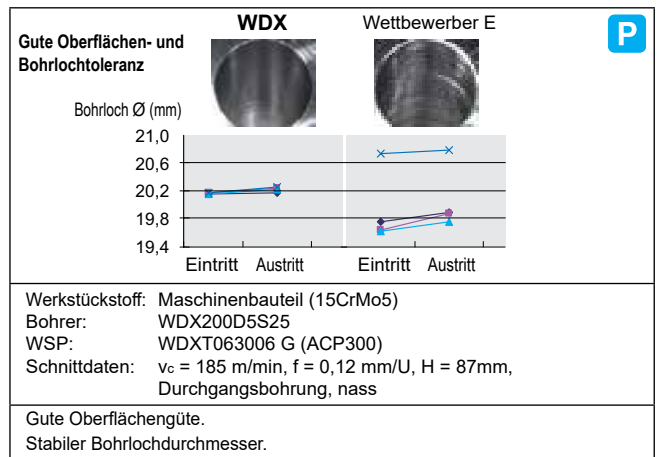 WDX
Wettbewerber E
P
Gute Oberflächen- und
Bohrlochtoleranz
Bohrloch Ø (mm)
21,0
20,6
20,2
19,8
19,4
Eintritt Austritt Eintritt Austritt
Werkstückstoff: Maschinenbauteil (15CrMo5)
Bohrer: WDX200D5S25
WSP: WDXT063006 G (ACP300)
Schnittdaten: vc = 185 m/min, f = 0,12 mm/U, H = 87mm,
Durchgangsbohrung, nass
Gute Oberflächengüte.
Stabiler Bohrlochdurchmesser.